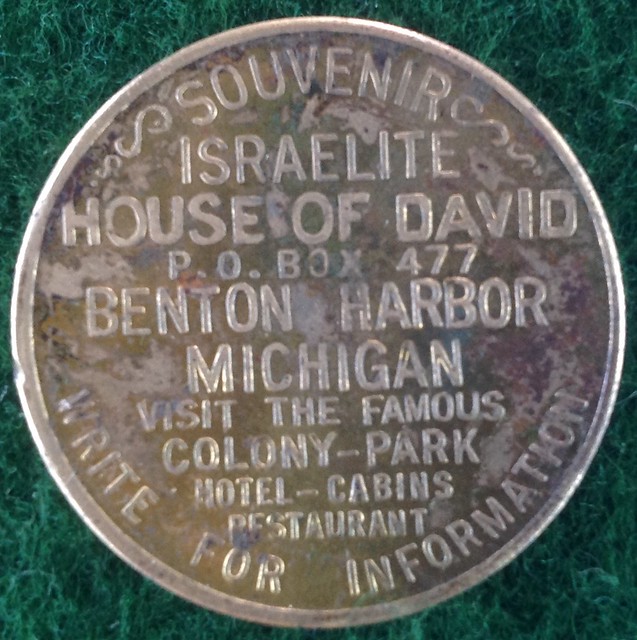 SOUVENIR
ISRAELITE
HOUSE OF DAVID
P.O. BOX 477
BENTON HARBOR
MICHIGAN
VISIT THE FAMOUS
COLONY-PARK
HOTEL-CABINS
RESTAURANT
WRITE FOR INFORMATION